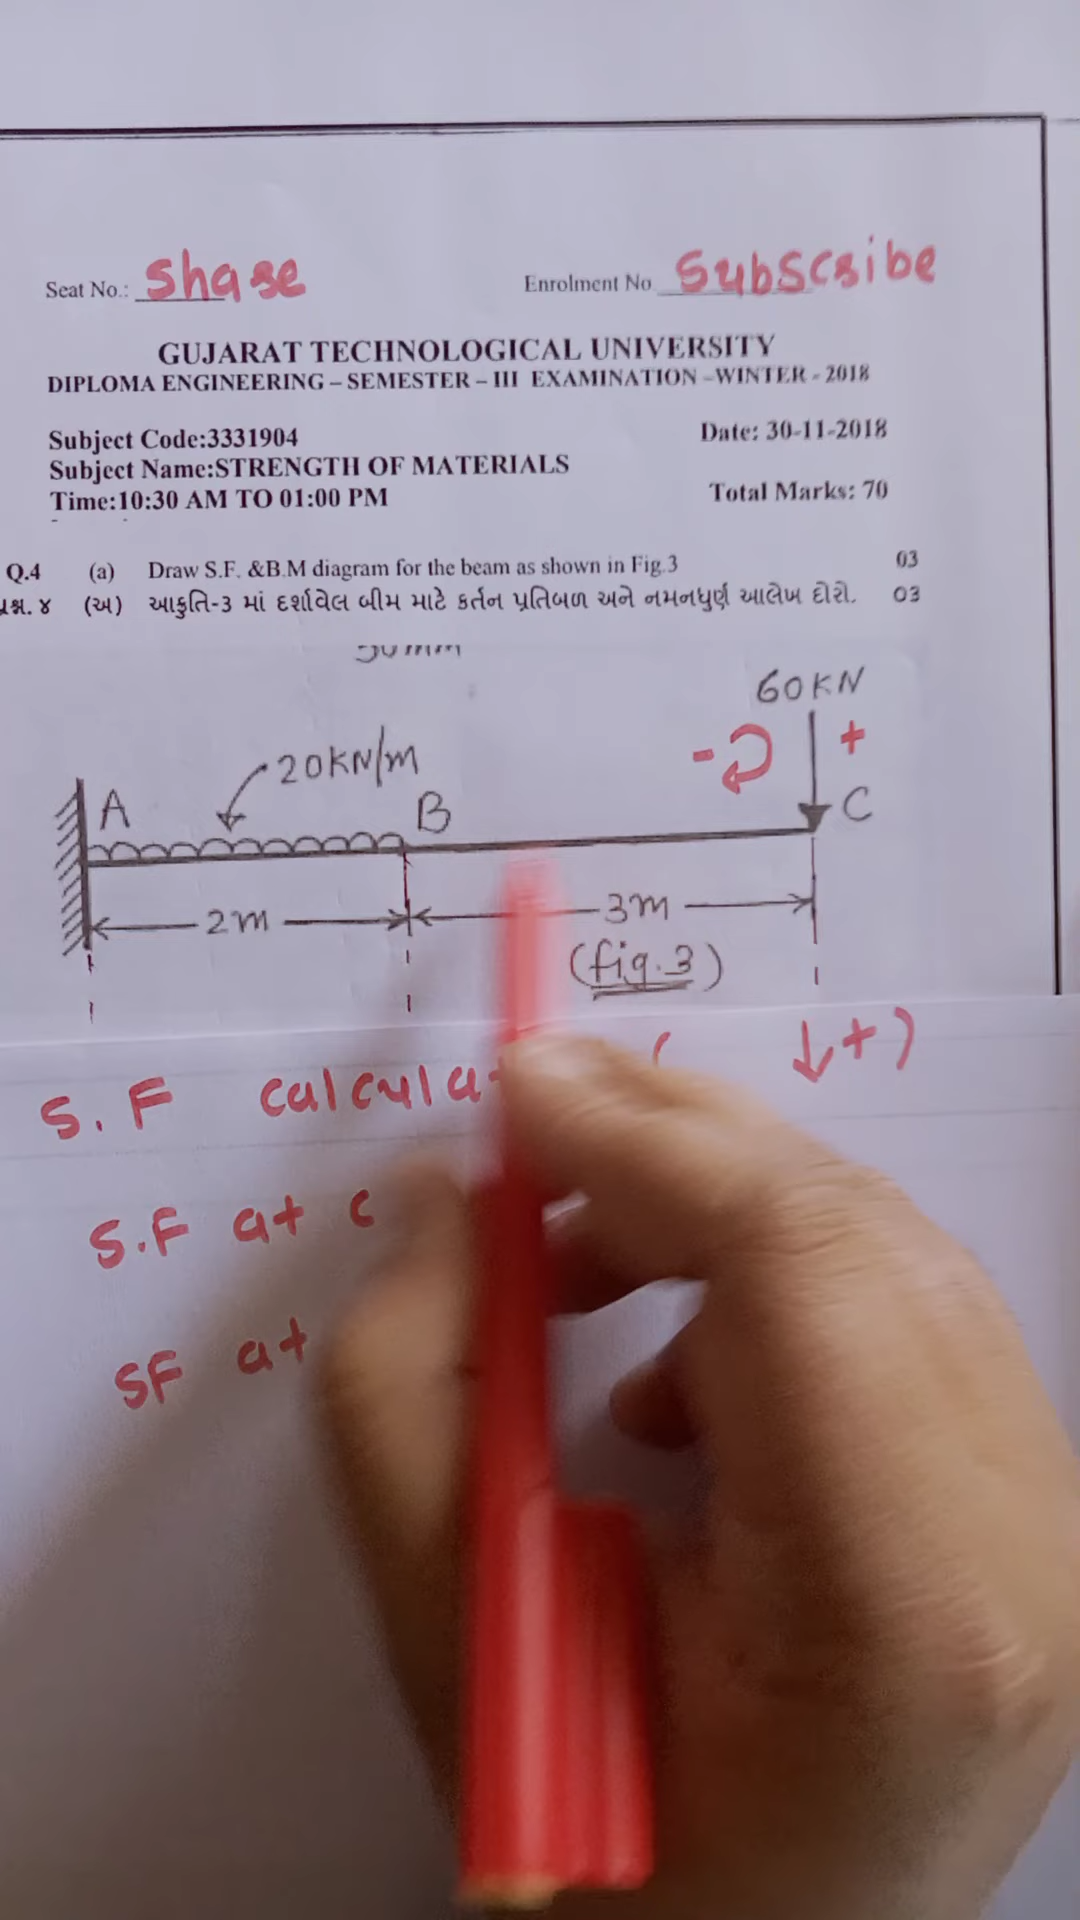 Seat No.: Shase
Enrolment No. Subscsibe
GUJARAT TECHNOLOGICAL UNIVERSITY
DIPLOMA ENGINEERING – SEMESTER – III EXAMINATION –WINTER - 2018
Subject Code:3331904
Date: 30-11-2018
Subject Name:STRENGTH OF MATERIALS
Time:10:30 AM TO 01:00 PM
Total Marks: 70
Q.4 (a) Draw S.F. &B.M diagram for the beam as shown in Fig.3 03
પ્રશ્ન. ૪ (અ) આકૃતિ-3 માં દર્શાવેલ બીમ માટે કર્તન પ્રતિબળ અને નમનધુર્ણ આલેખ દોરો. 03
60KN
- +
20KN/m
A B C
2m 3m
(fig.3)
S.F ↓+)
S.F at c
SF at